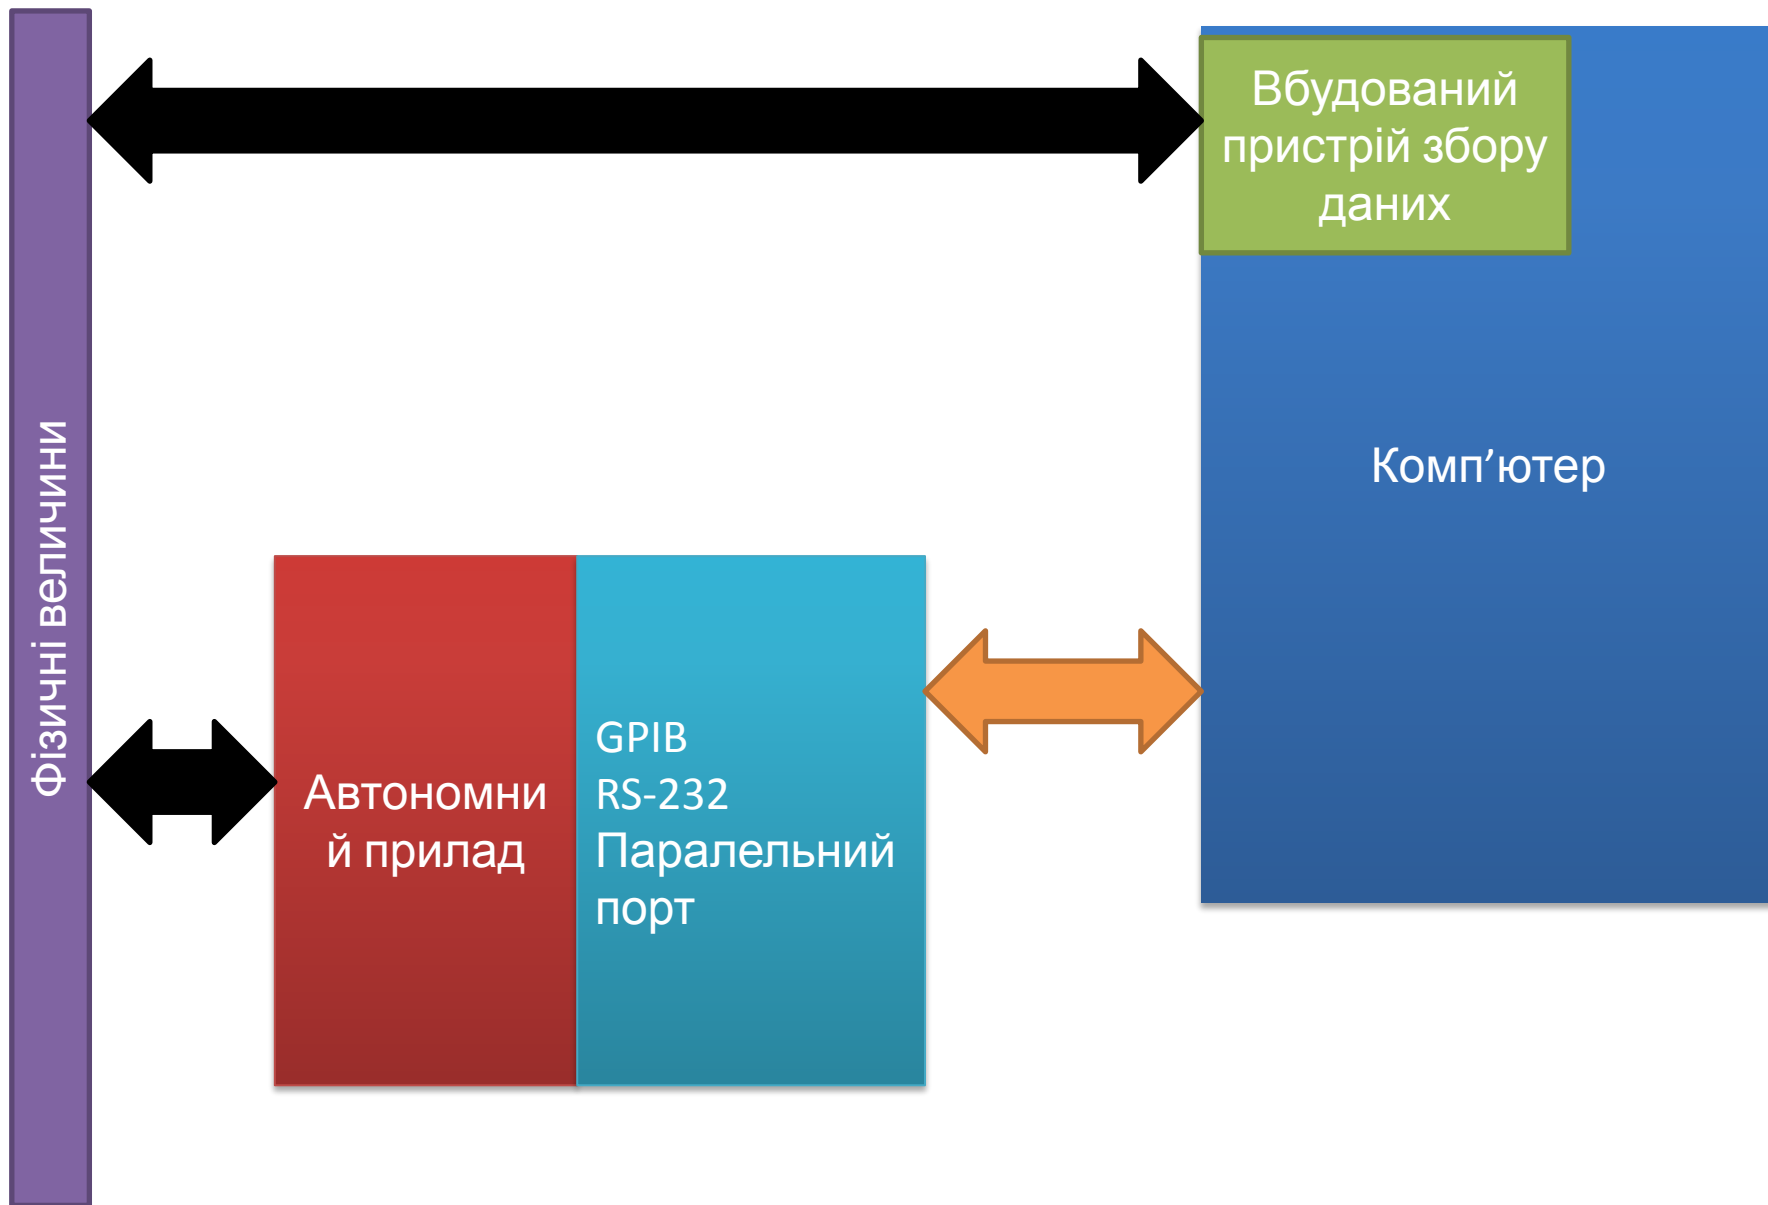 Вбудований
пристрій збору
даних
Комп’ютер
Фізичні величини
Автономни
й прилад
GPIB
RS-232
Паралельний
порт